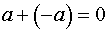 a + (−a) = 0